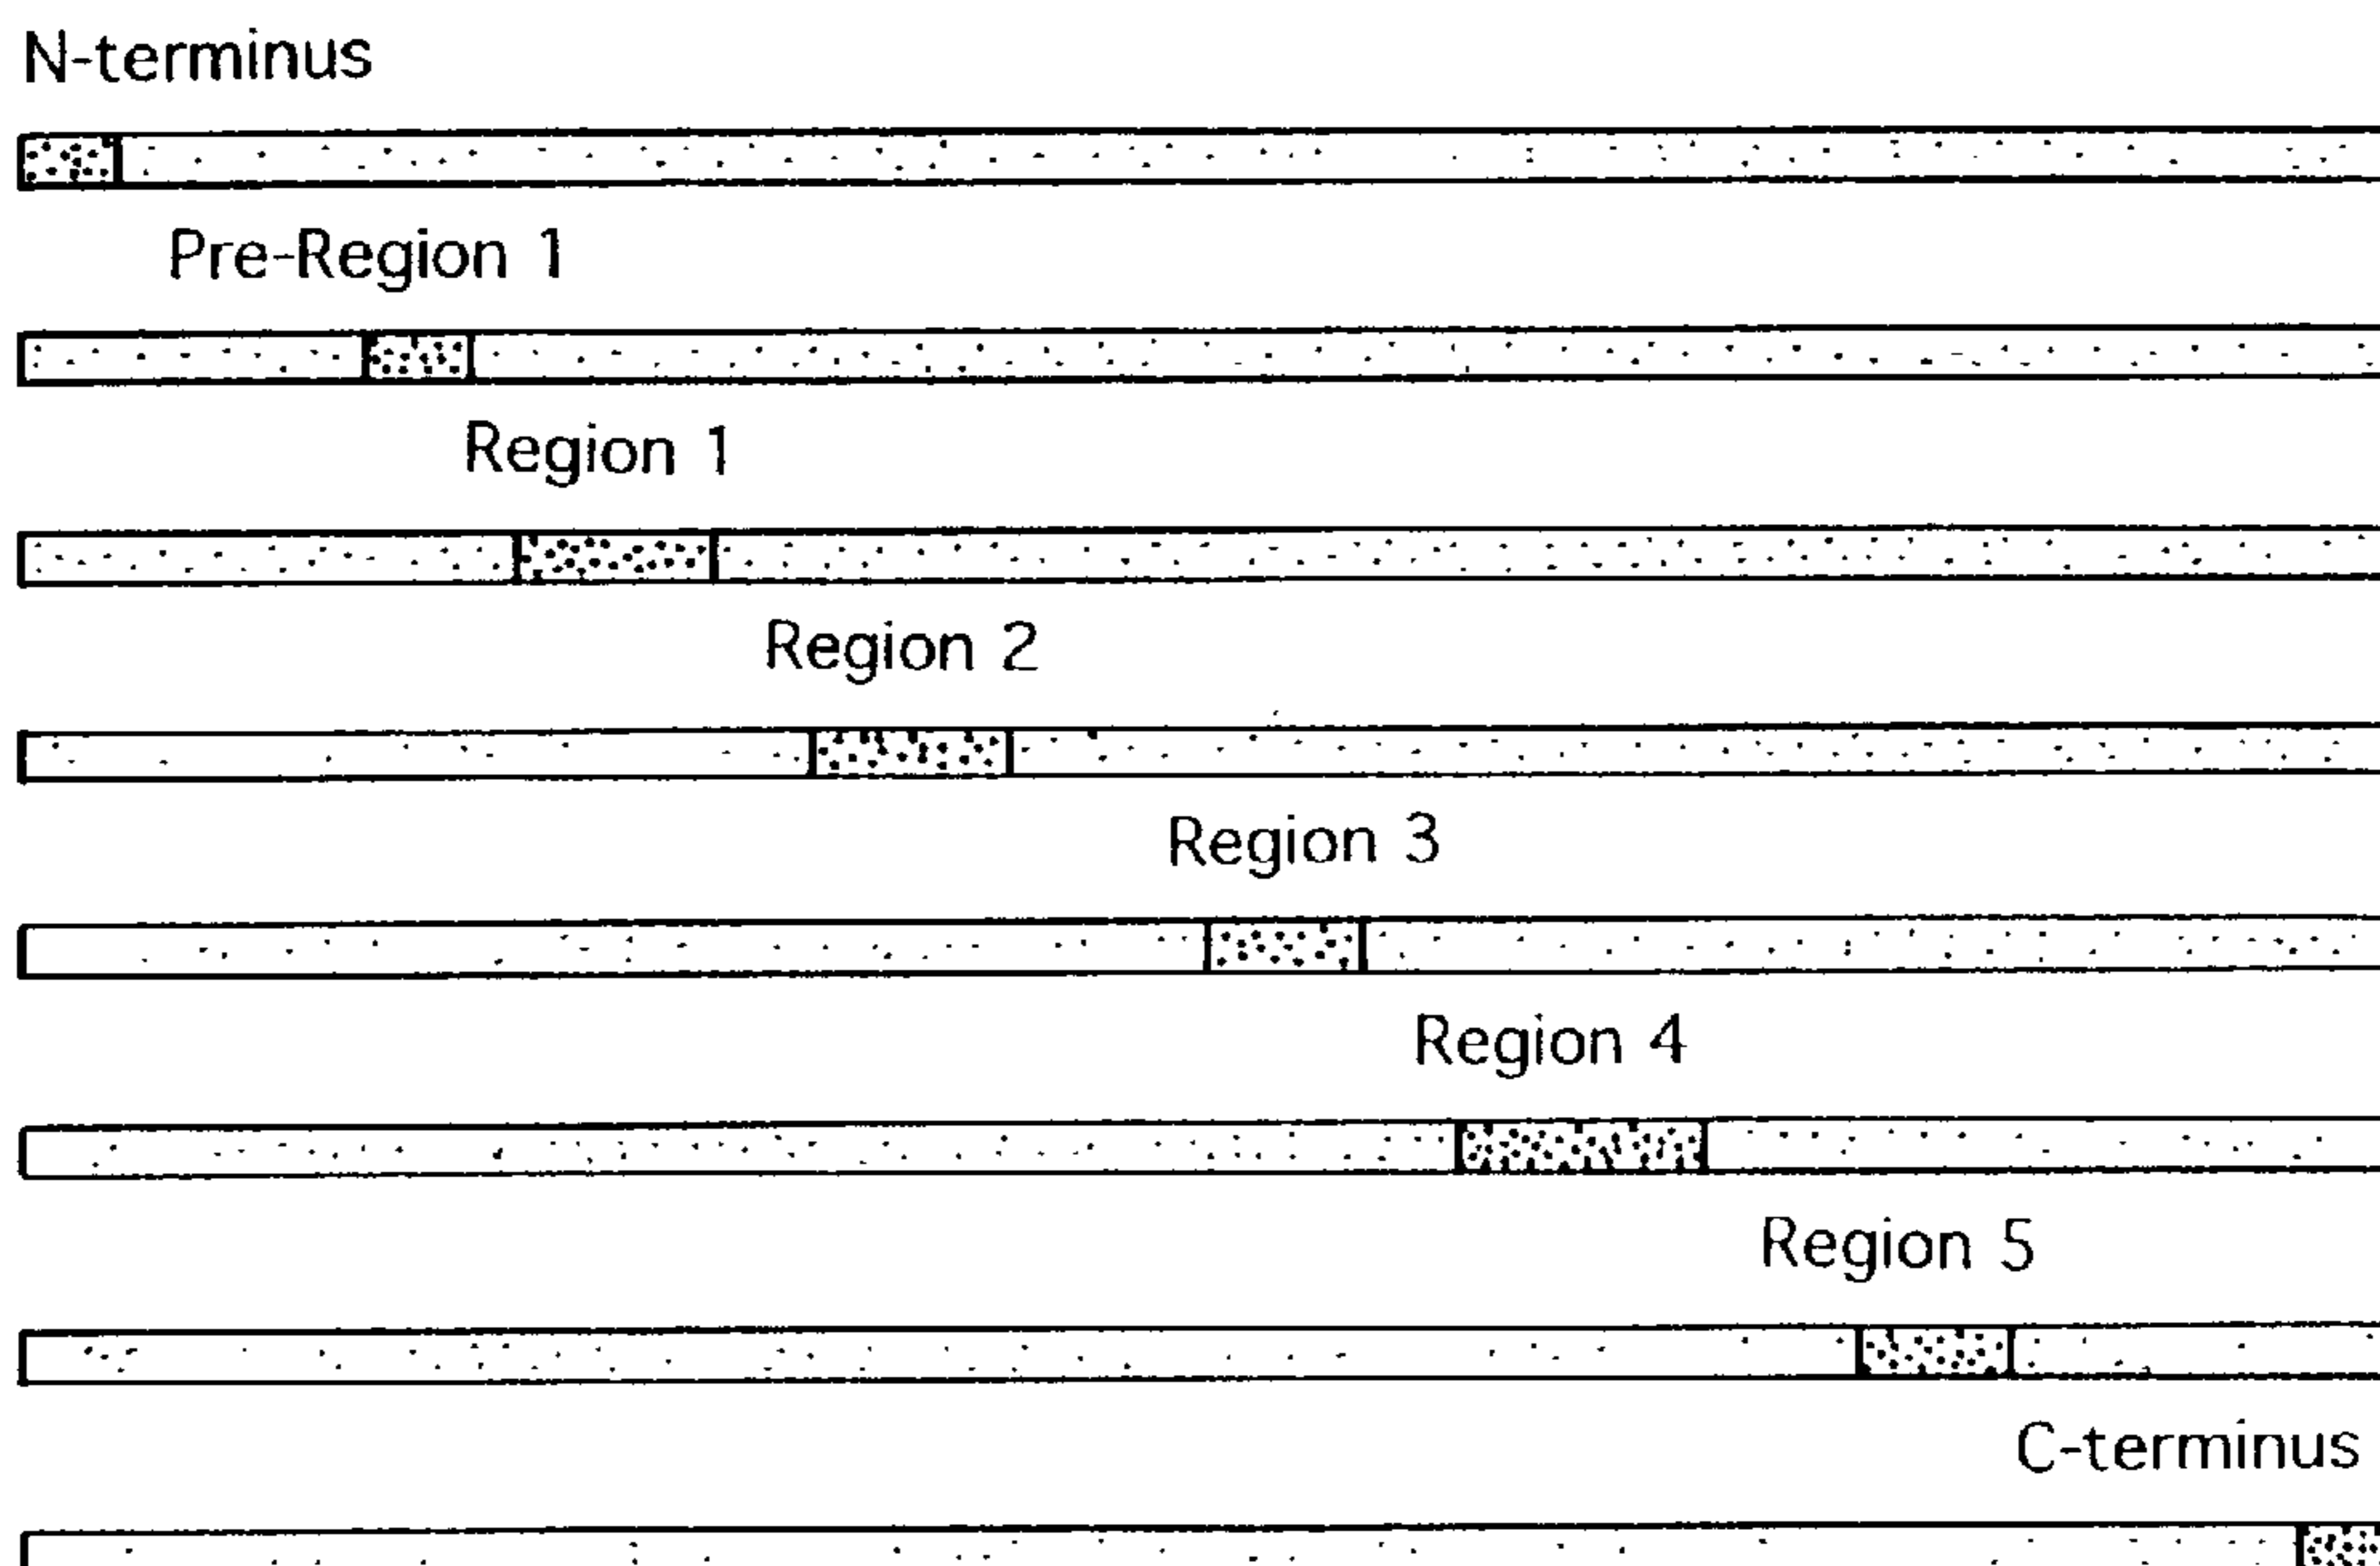 N-terminus
Pre-Region 1
Region 1
Region 2
Region 3
Region 4
Region 5
C-terminus